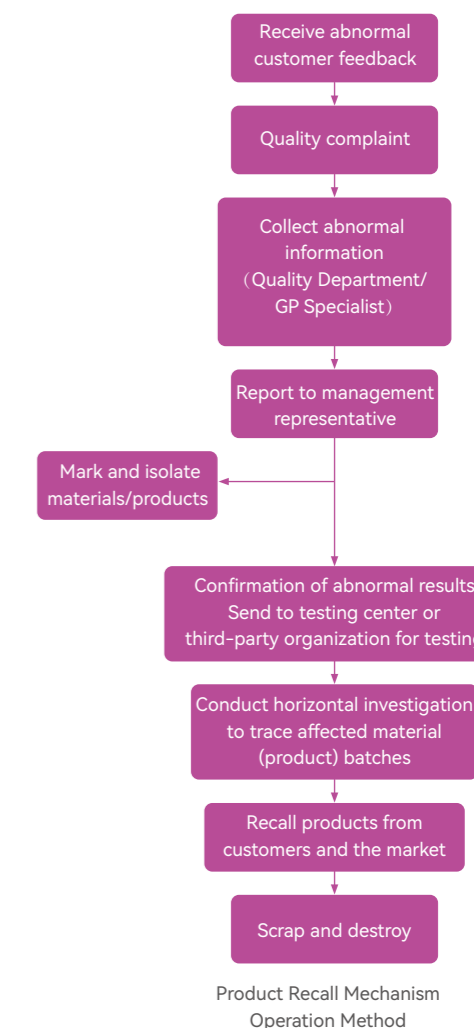 Receive abnormal
customer feedback
Quality complaint
Collect abnormal
information
（Quality Department/
GP Specialist）
Report to management
representative
Mark and isolate
materials/products
Confirmation of abnormal results
Send to testing center or
third-party organization for testing
Conduct horizontal investigation
to trace affected material
(product) batches
Recall products from
customers and the market
Scrap and destroy
Product Recall Mechanism
Operation Method